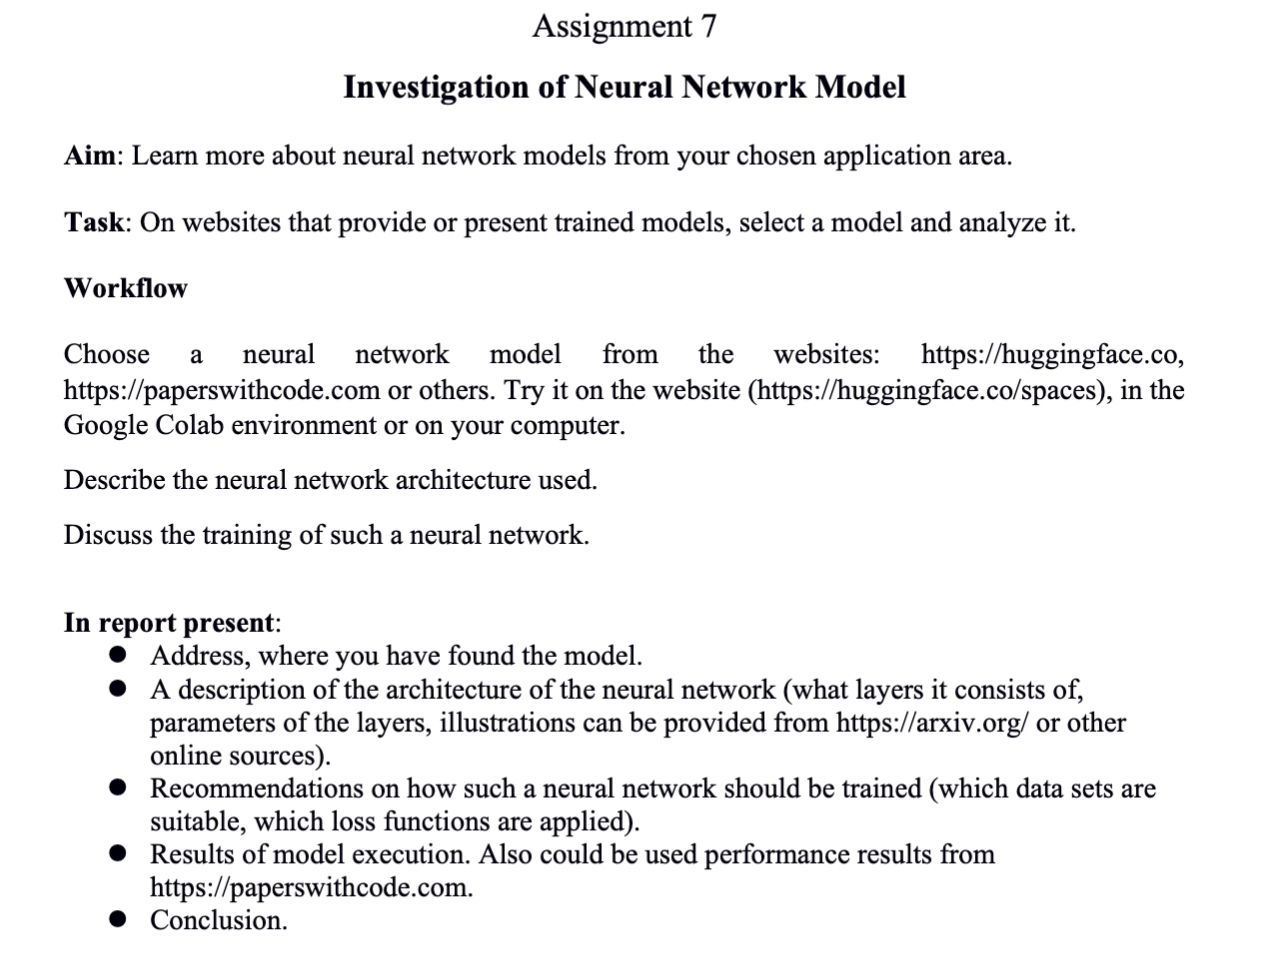 Assignment 7
Investigation of Neural Network Model
Aim: Learn more about neural network models from your chosen application area.
Task: On websites that provide or present trained models, select a model and analyze it.
Workflow
Choose a neural network model from the websites: https://huggingface.co,
https://paperswithcode.com or others. Try it on the website (https://huggingface.co/spaces), in the
Google Colab environment or on your computer.
Describe the neural network architecture used.
Discuss the training of such a neural network.
In report present:
● Address, where you have found the model.
● A description of the architecture of the neural network (what layers it consists of,
parameters of the layers, illustrations can be provided from https://arxiv.org/ or other
online sources).
● Recommendations on how such a neural network should be trained (which data sets are
suitable, which loss functions are applied).
● Results of model execution. Also could be used performance results from
https://paperswithcode.com.
● Conclusion.